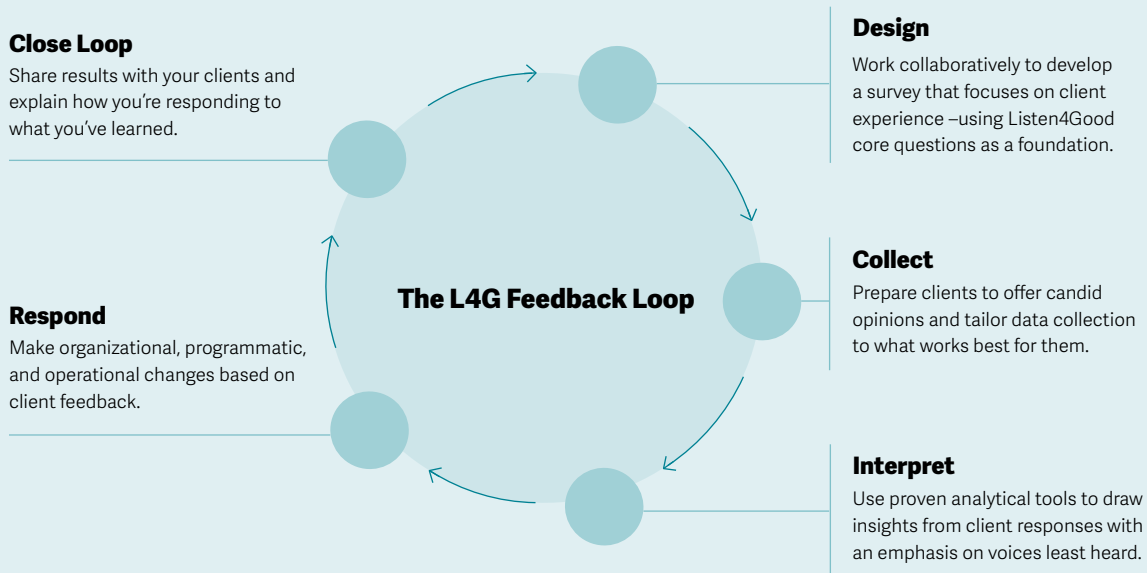 Close Loop
Share results with your clients and
explain how you're responding to
what you've learned.
Respond
Make organizational, programmatic,
and operational changes based on
client feedback.
The L4G Feedback Loop
Design
Work collaboratively to develop
a survey that focuses on client
experience –using Listen4Good
core questions as a foundation.
Collect
Prepare clients to offer candid
opinions and tailor data collection
to what works best for them.
Interpret
Use proven analytical tools to draw
insights from client responses with
an emphasis on voices least heard.